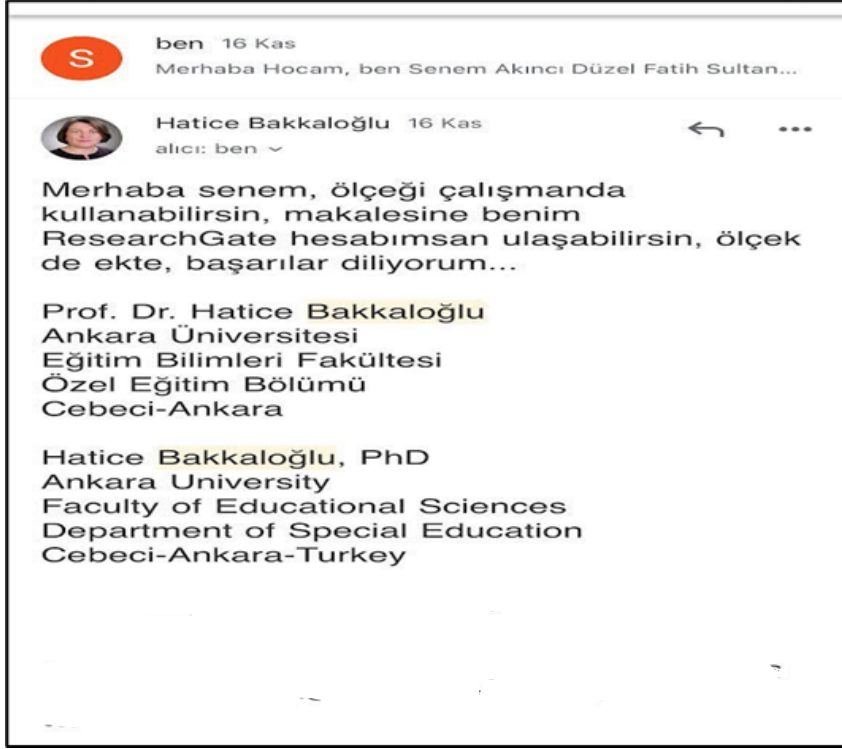 S
ben 16 Kas
Merhaba Hocam, ben Senem Akıncı Düzel Fatih Sultan...
Hatice Bakkaloğlu 16 Kas
alıcı: ben
Merhaba senem, ölçeği çalışmanda
kullanabilirsin, makalesine benim
ResearchGate hesabımsan ulaşabilirsin, ölçek
de ekte, başarılar diliyorum...
Prof. Dr. Hatice Bakkaloğlu
Ankara Üniversitesi
Eğitim Bilimleri Fakültesi
Özel Eğitim Bölümü
Cebeci-Ankara
Hatice Bakkaloğlu, PhD
Ankara University
Faculty of Educational Sciences
Department of Special Education
Cebeci-Ankara-Turkey